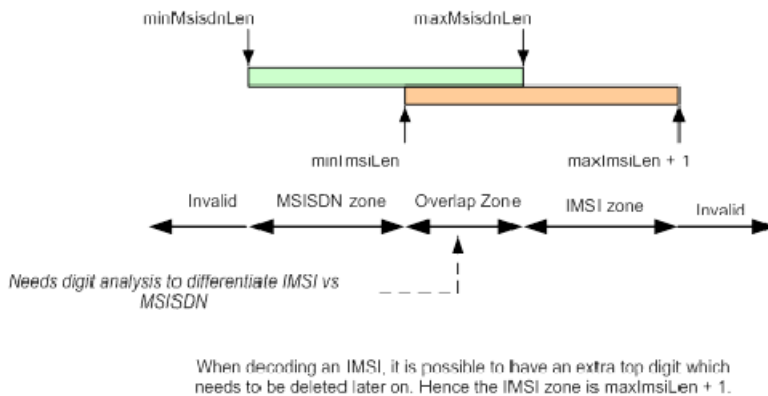 minMsisdnLen maxMsisdnLen
minImsiLen maxImsiLen + 1
Invalid MSISDN zone Overlap Zone IMSI zone Invalid
Needs digit analysis to differentiate IMSI vs
MSISDN
When decoding an IMSI, it is possible to have an extra top digit which
needs to be deleted later on. Hence the IMSI zone is maxImsiLen + 1.